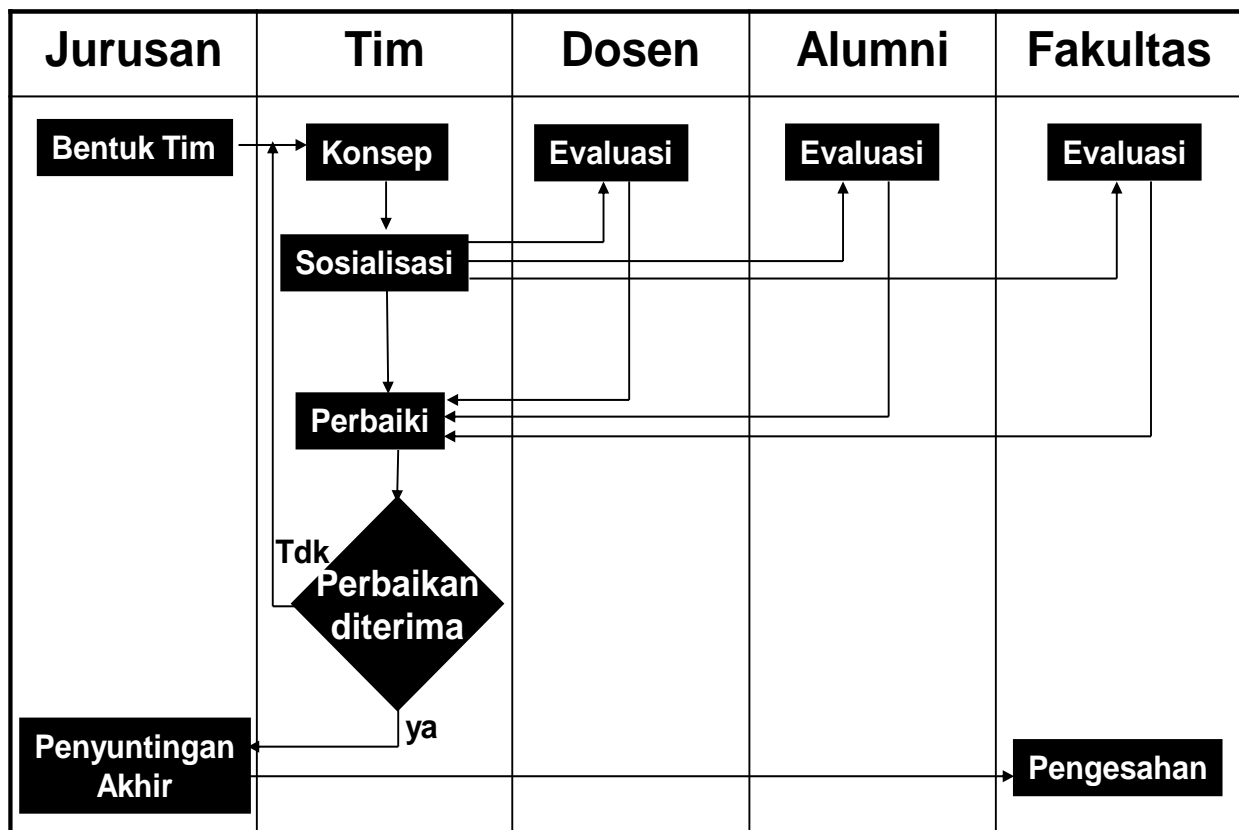 Jurusan
Tim
Dosen
Alumni
Fakultas
Bentuk Tim
Konsep
Evaluasi
Evaluasi
Evaluasi
Sosialisasi
Perbaiki
Tdk
Perbaikan
diterima
ya
Penyuntingan
Akhir
Pengesahan